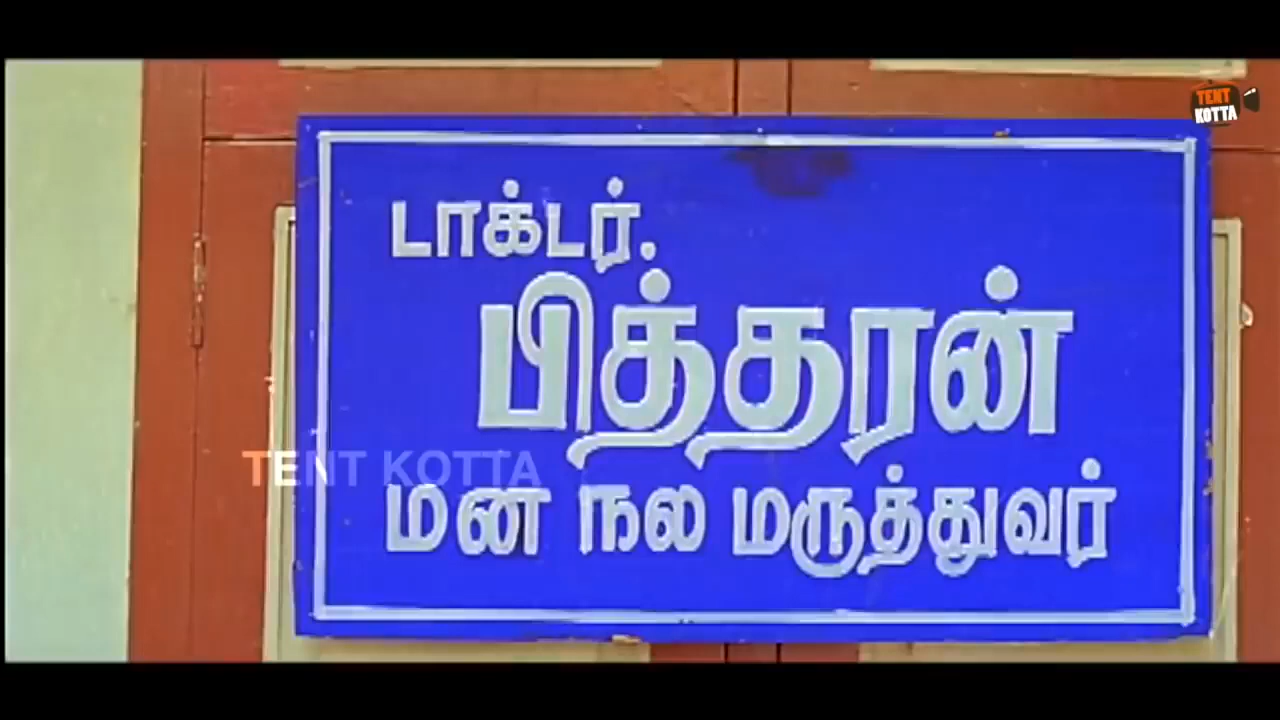 TENT
KOTTA
டாக்டர்.
பித்தரன்
TENT KOTTA
மன நல மருத்துவர்